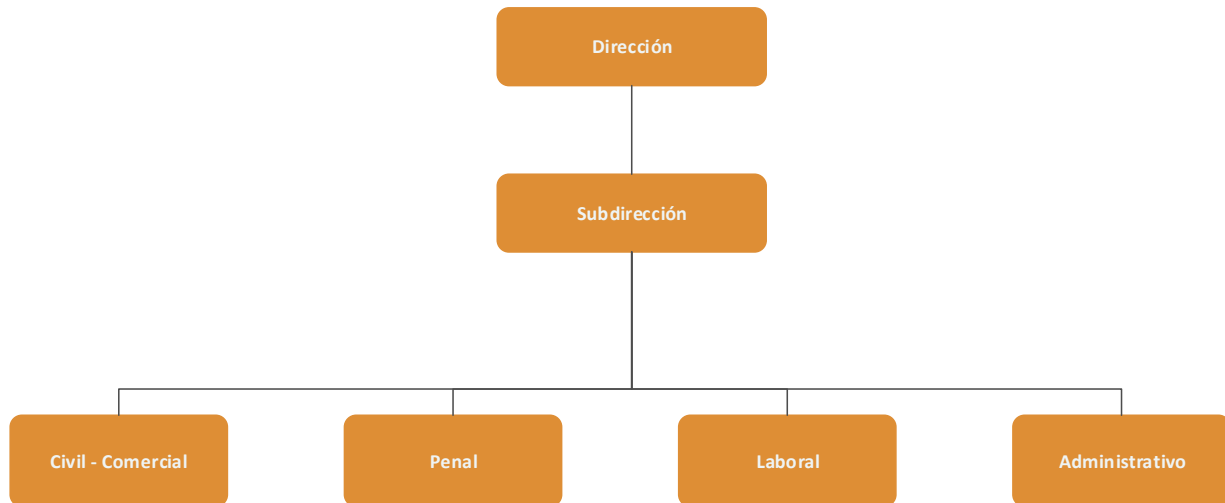 Dirección
Subdirección
Civil - Comercial
Penal
Laboral
Administrativo